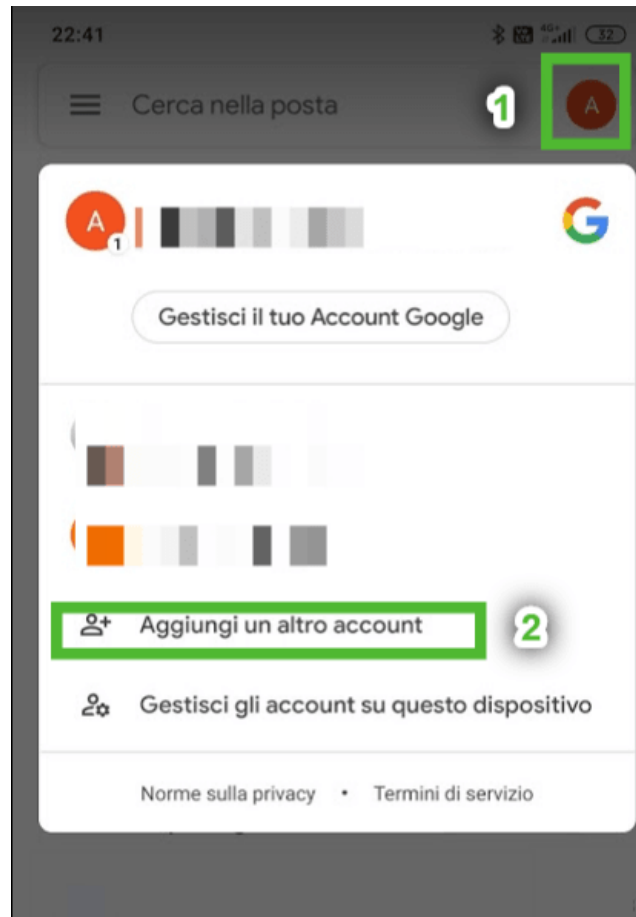 22:41
4G+
32
Cerca nella posta
1
A
A
1
G
Gestisci il tuo Account Google
Aggiungi un altro account
2
Gestisci gli account su questo dispositivo
Norme sulla privacy • Termini di servizio